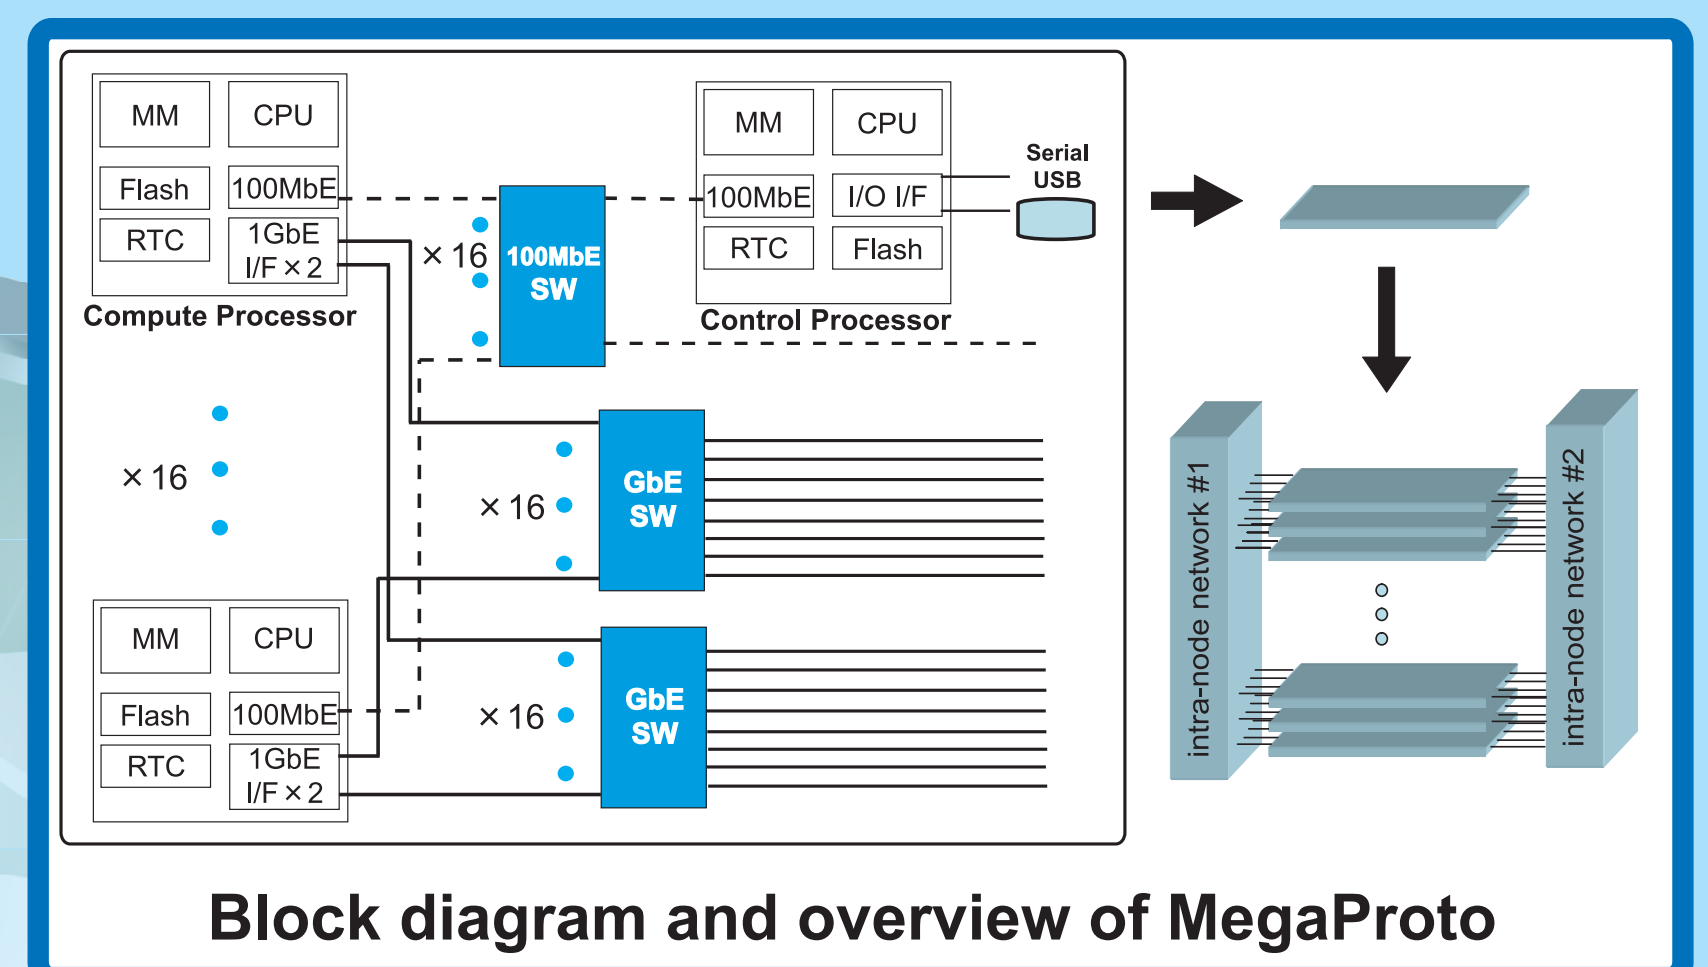 MM
CPU
Flash
100MbE
RTC
1GbE
I/F × 2
Compute Processor
× 16
100MbE
SW
MM
CPU
100MbE
I/O I/F
RTC
Flash
Control Processor
Serial
USB
× 16
× 16
GbE
SW
MM
CPU
Flash
100MbE
RTC
1GbE
I/F × 2
× 16
GbE
SW
intra-node network #1
intra-node network #2
Block diagram and overview of MegaProto